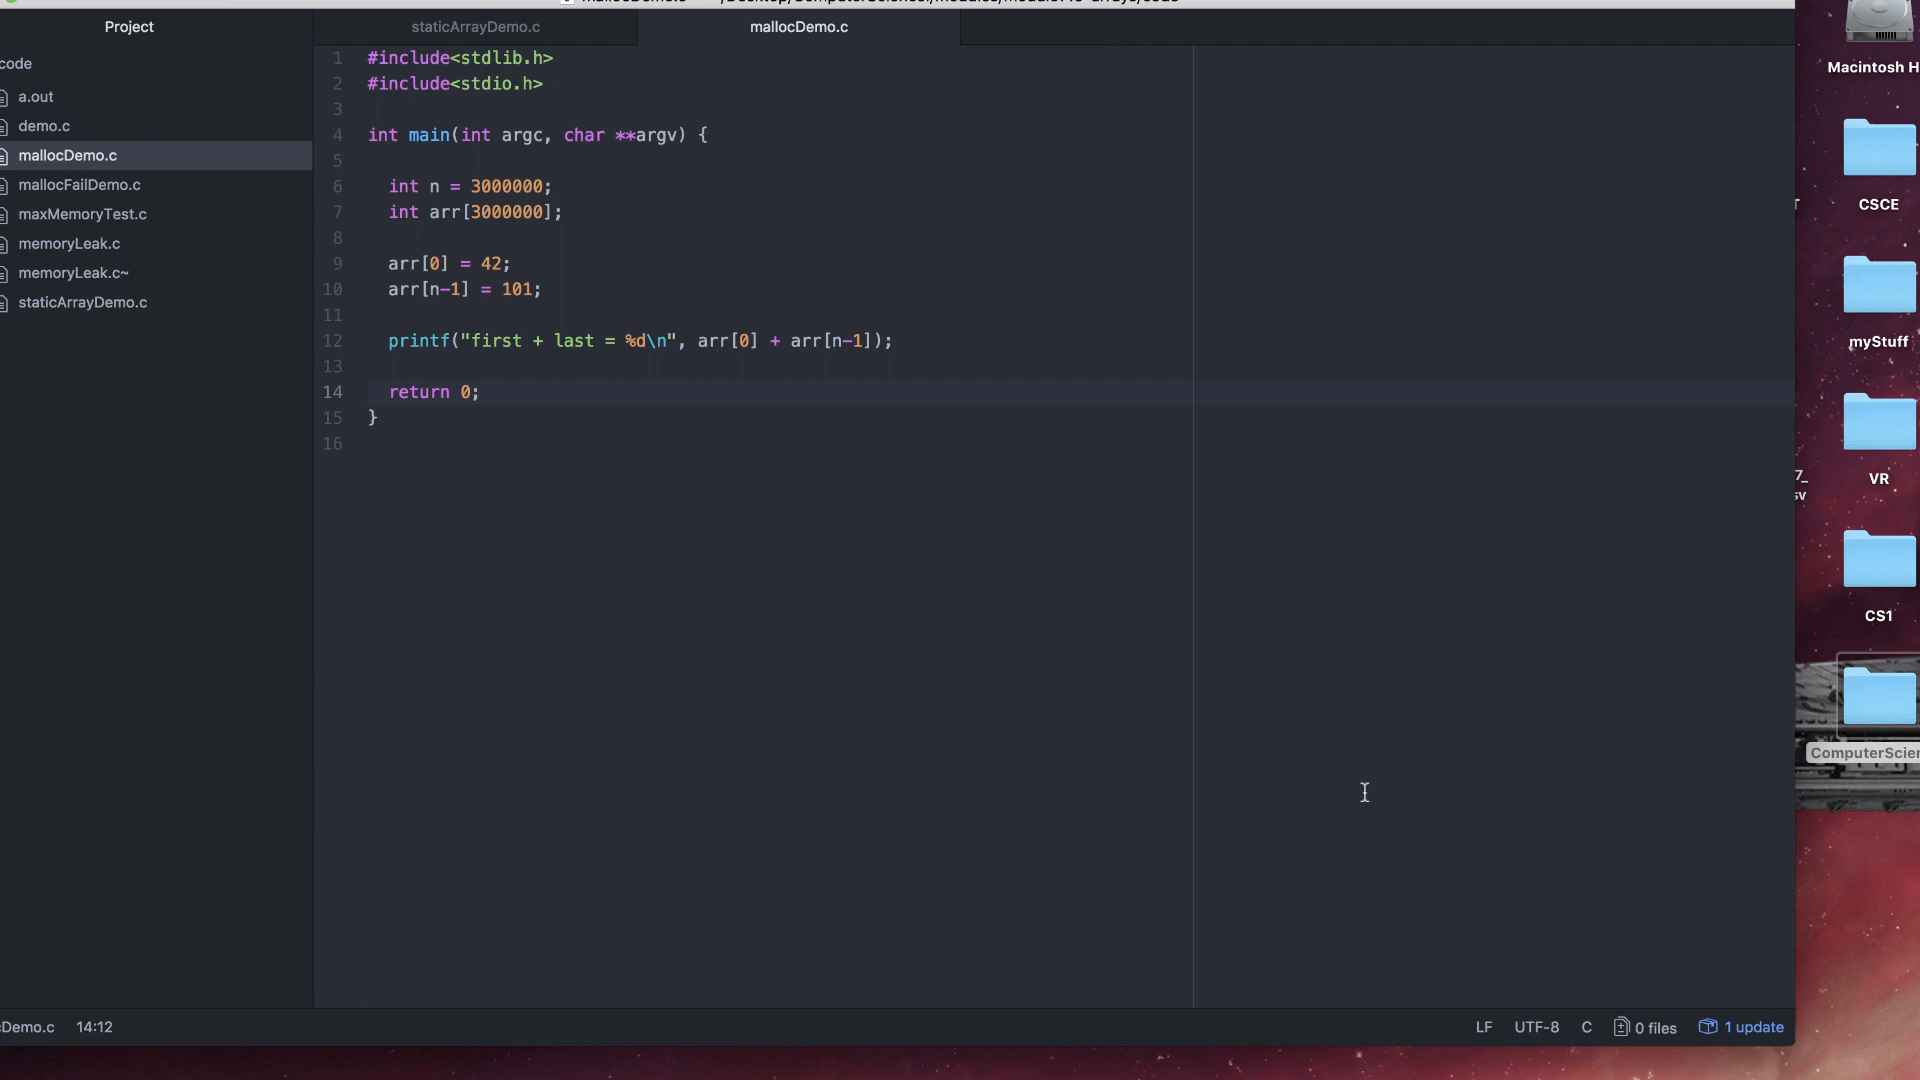 Project
staticArrayDemo.c
mallocDemo.c
code
a.out
demo.c
mallocDemo.c
mallocFailDemo.c
maxMemoryTest.c
memoryLeak.c
memoryLeak.c~
staticArrayDemo.c
1 #include<stdlib.h>
2 #include<stdio.h>
3
4 int main(int argc, char **argv) {
5
6 int n = 3000000;
7 int arr[3000000];
8
9 arr[0] = 42;
10 arr[n-1] = 101;
11
12 printf("first + last = %d\n", arr[0] + arr[n-1]);
13
14 return 0;
15 }
16
Macintosh H
CSCE
myStuff
7_
sv
VR
CS1
ComputerScien
cDemo.c 14:12
LF UTF-8 C 0 files 1 update